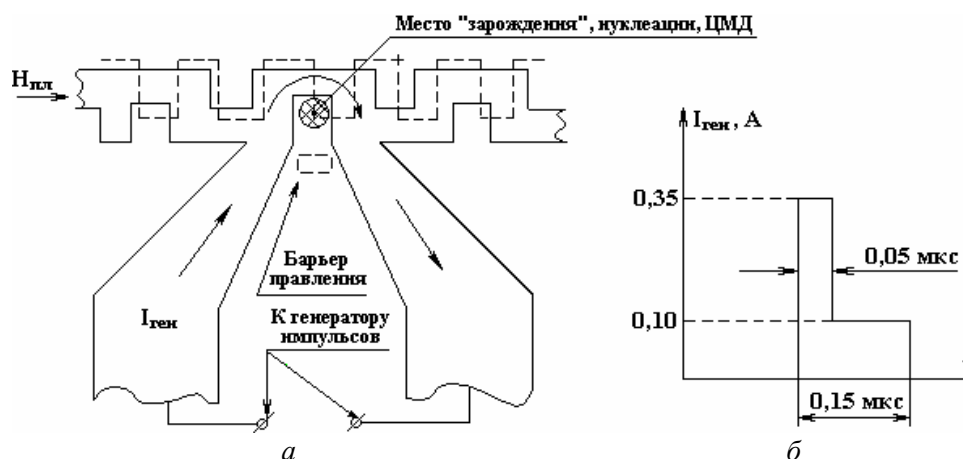 Место "зарождения", нуклеации, ЦМД
Hпл
Барьер
правления
Iген
К генератору
импульсов
а
Iген , А
0,35
0,05 мкс
0,10
0,15 мкс
б